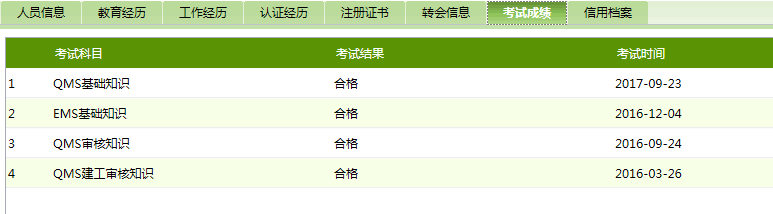 人员信息 教育经历 工作经历 认证经历 注册证书 转会信息 考试成绩 信用档案
考试科目 考试结果 考试时间
1 QMS基础知识 合格 2017-09-23
2 EMS基础知识 合格 2016-12-04
3 QMS审核知识 合格 2016-09-24
4 QMS建工审核知识 合格 2016-03-26